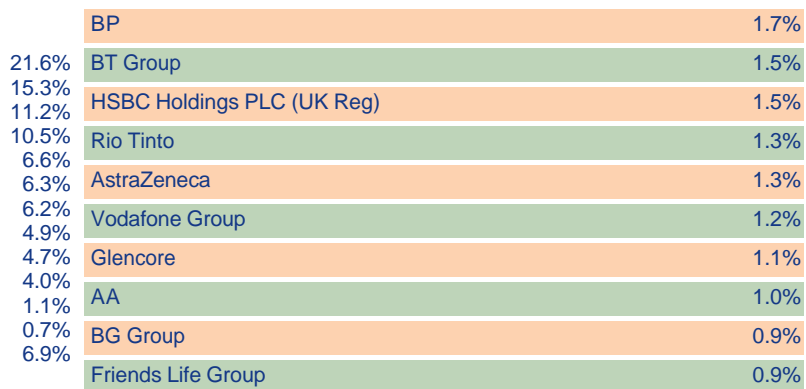 21.6%
15.3%
11.2%
10.5%
6.6%
6.3%
6.2%
4.9%
4.7%
4.0%
1.1%
0.7%
6.9%
BP 1.7%
BT Group 1.5%
HSBC Holdings PLC (UK Reg) 1.5%
Rio Tinto 1.3%
AstraZeneca 1.3%
Vodafone Group 1.2%
Glencore 1.1%
AA 1.0%
BG Group 0.9%
Friends Life Group 0.9%